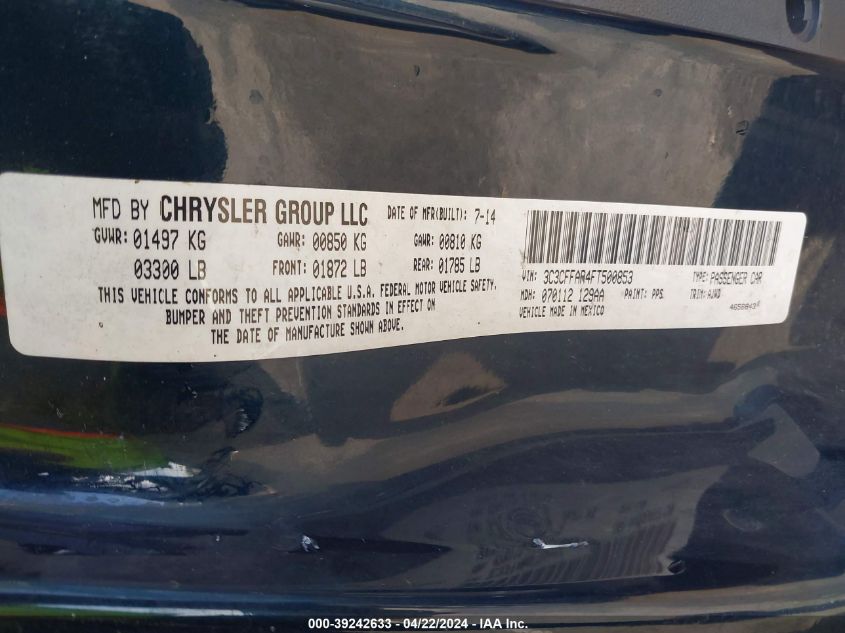 MFD BY CHRYSLER GROUP LLC DATE OF MFR(BUILT): 7-14
GVWR: 01497 KG GAWR: 00850 KG GAWR: 00810 KG
03300 LB FRONT: 01872 LB REAR: 01785 LB
THIS VEHICLE CONFORMS TO ALL APPLICABLE U.S.A. FEDERAL MOTOR VEHICLE SAFETY,
BUMPER AND THEFT PREVENTION STANDARDS IN EFFECT ON
THE DATE OF MANUFACTURE SHOWN ABOVE.
VIN: 3C3CFFAR4FT500853 TYPE: PASSENGER CAR
MDH: 070112 129AA PAINT: PPS TRIM: AJWD
VEHICLE MADE IN MEXICO
000-39242633 - 04/22/2024 - IAA Inc.